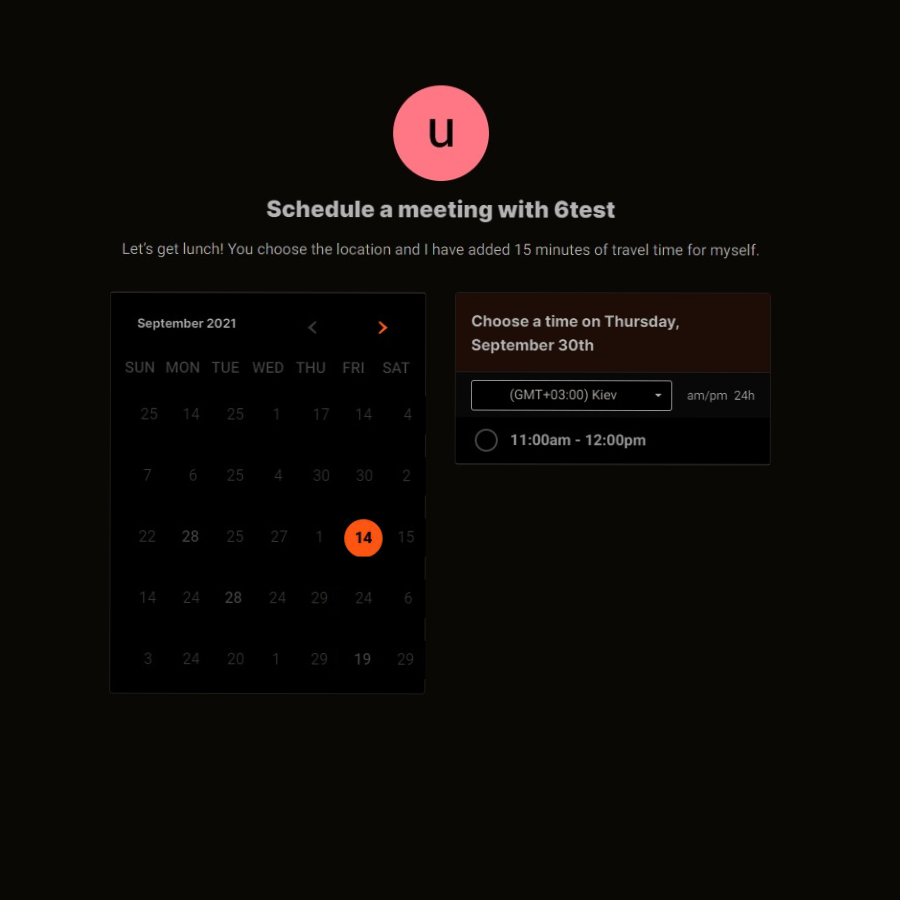 u
Schedule a meeting with 6test
Let's get lunch! You choose the location and I have added 15 minutes of travel time for myself.
September 2021
SUN MON TUE WED THU FRI SAT
25 14 25 1 17 14 4
7 6 25 4 30 30 2
22 28 25 27 1 14 15
14 24 28 24 29 24 6
3 24 20 1 29 19 29
Choose a time on Thursday,
September 30th
(GMT+03:00) Kiev am/pm 24h
11:00am - 12:00pm